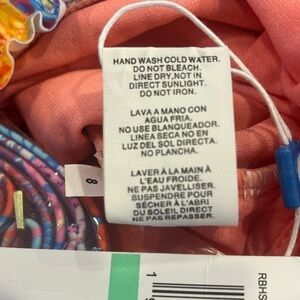 HAND WASH COLD WATER.
DO NOT BLEACH.
LINE DRY, NOT IN
DIRECT SUNLIGHT.
DO NOT IRON.
LAVA A MANO CON
AGUA FRIA.
NO USE BLANQUEADOR.
LINEA SECA NO EN
LUZ DEL SOL DIRECTA.
NO PLANCHA.
LAVER À LA MAIN À
L'EAU FROIDE.
NE PAS JAVELLISER.
SUSPENDRE POUR
SÉCHER À L'ABRI
DU SOLEIL DIRECT
NE PAS REPASSER.
8
1
RBHS